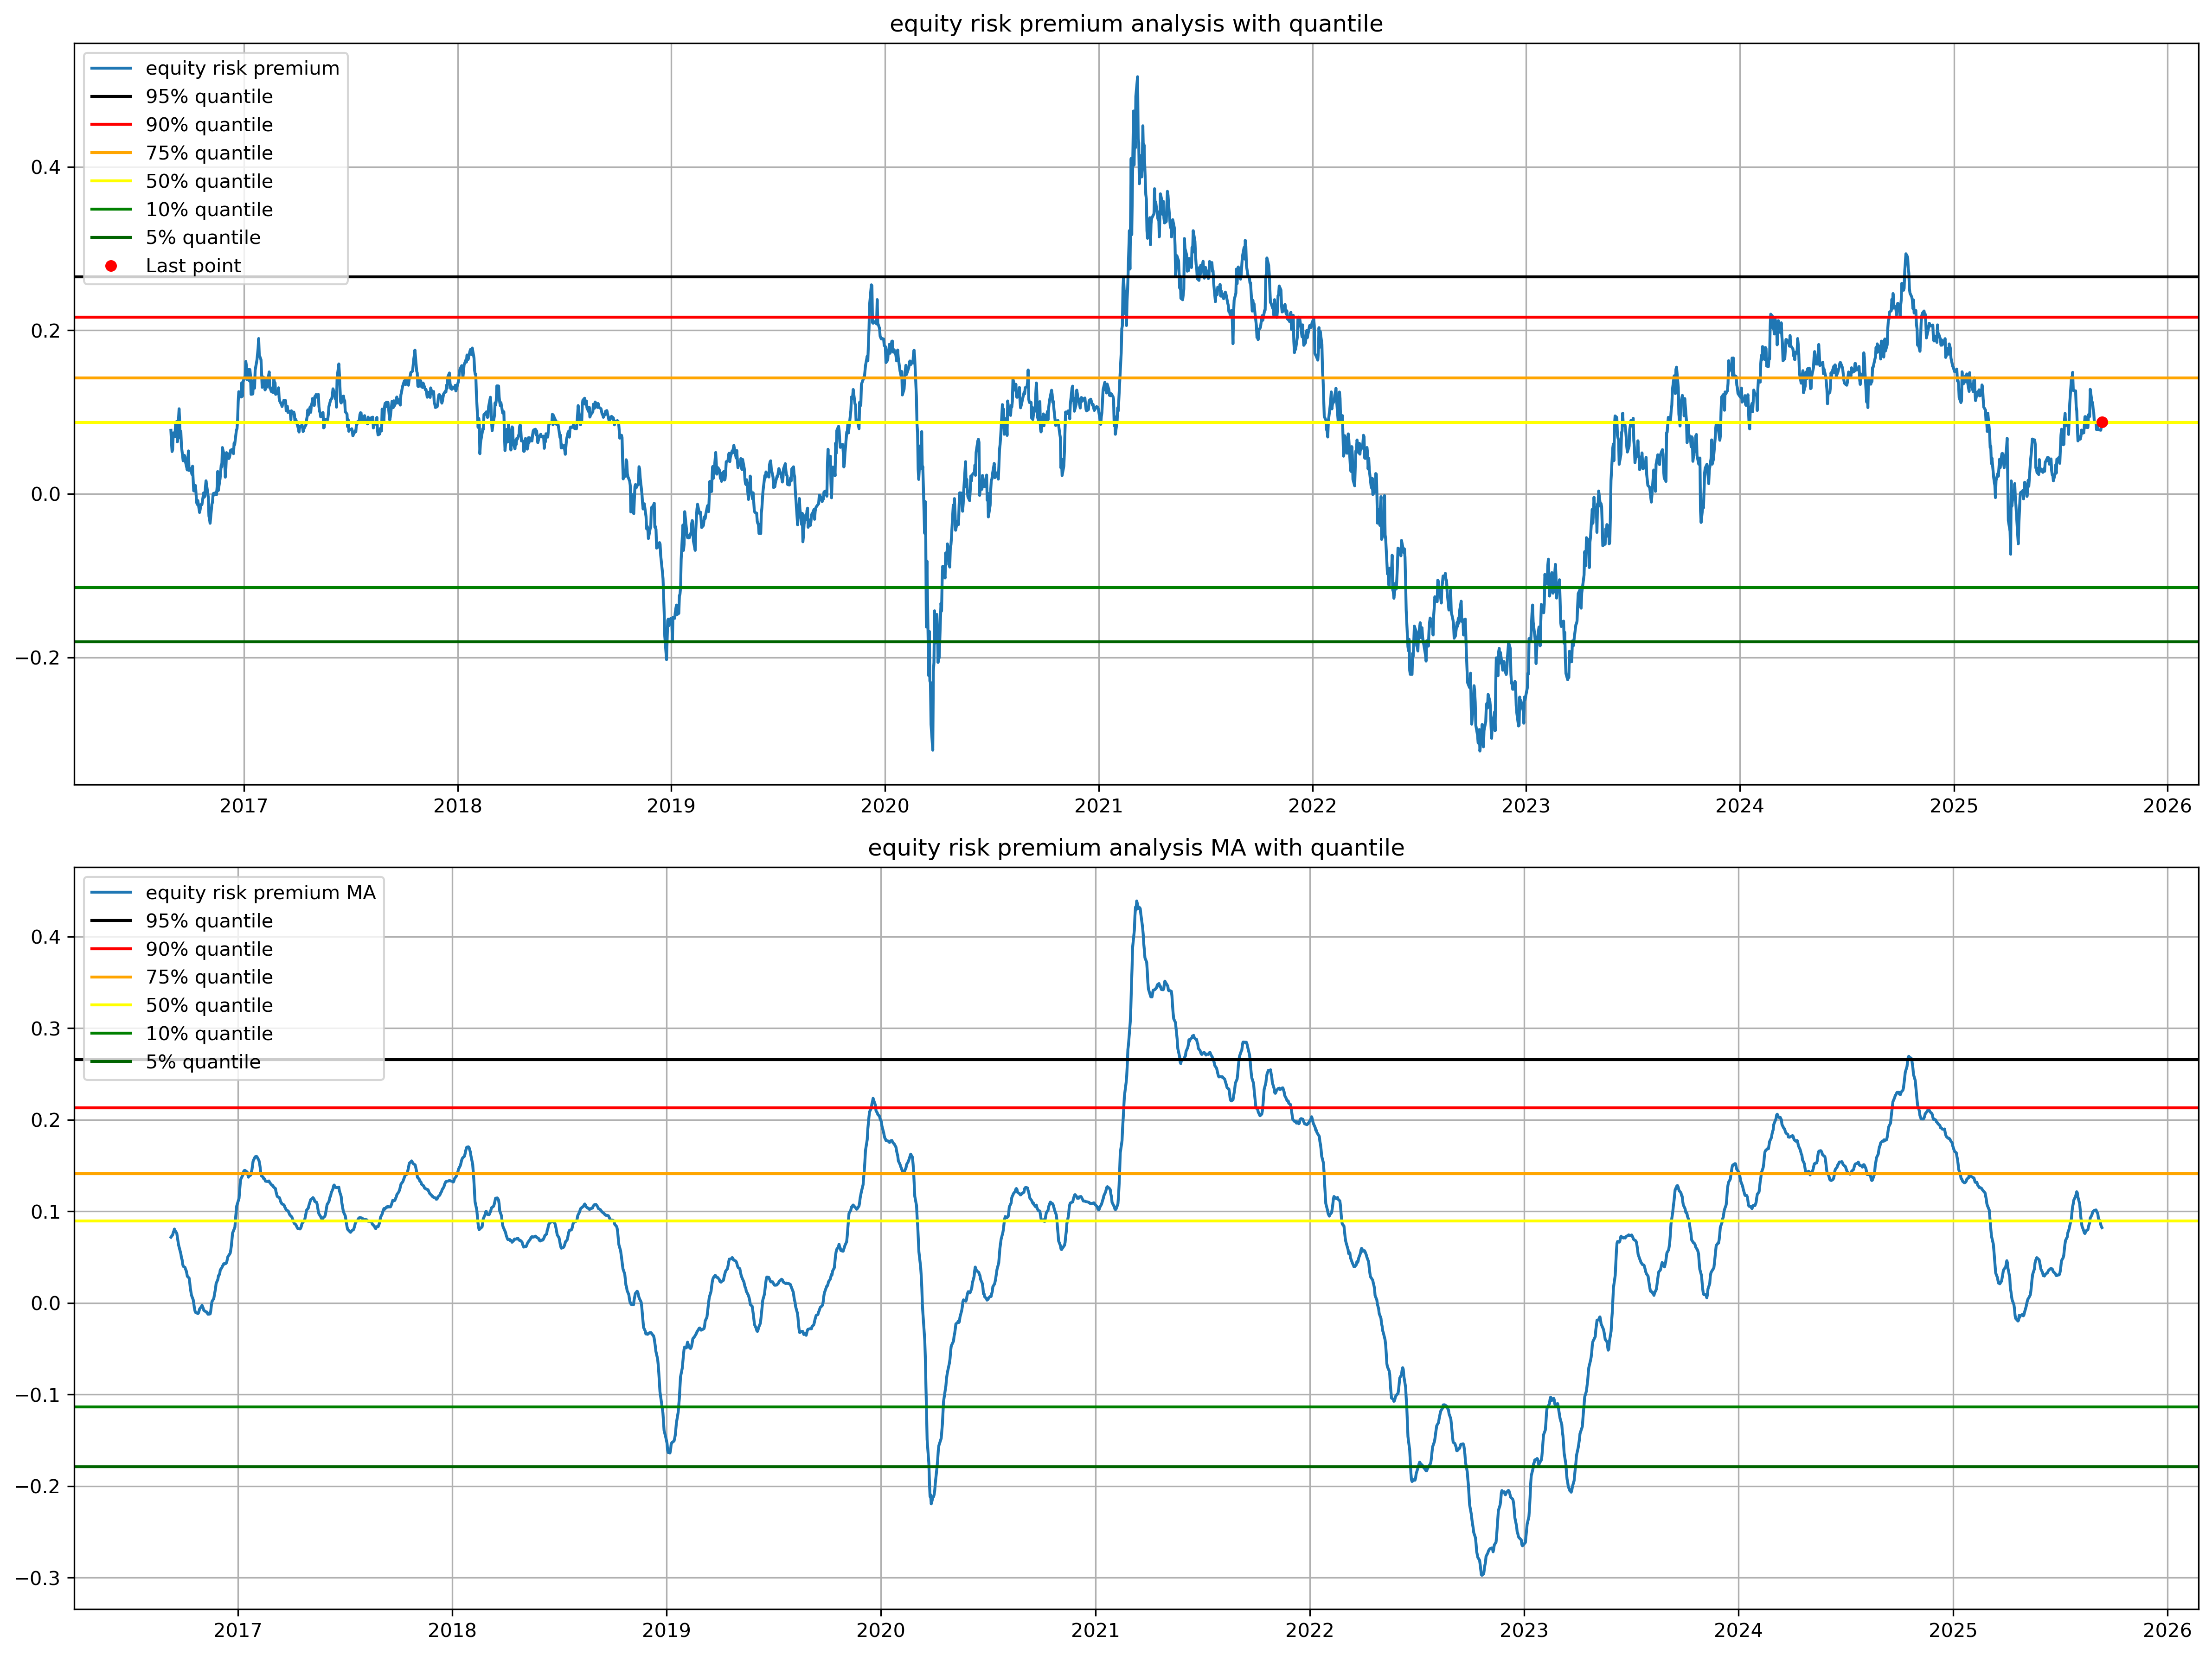 equity risk premium analysis with quantile
equity risk premium
95% quantile
90% quantile
75% quantile
50% quantile
10% quantile
5% quantile
Last point
0.4
0.2
0.0
−0.2
2017 2018 2019 2020 2021 2022 2023 2024 2025 2026
equity risk premium analysis MA with quantile
equity risk premium MA
95% quantile
90% quantile
75% quantile
50% quantile
10% quantile
5% quantile
0.4
0.3
0.2
0.1
0.0
−0.1
−0.2
−0.3
2017 2018 2019 2020 2021 2022 2023 2024 2025 2026